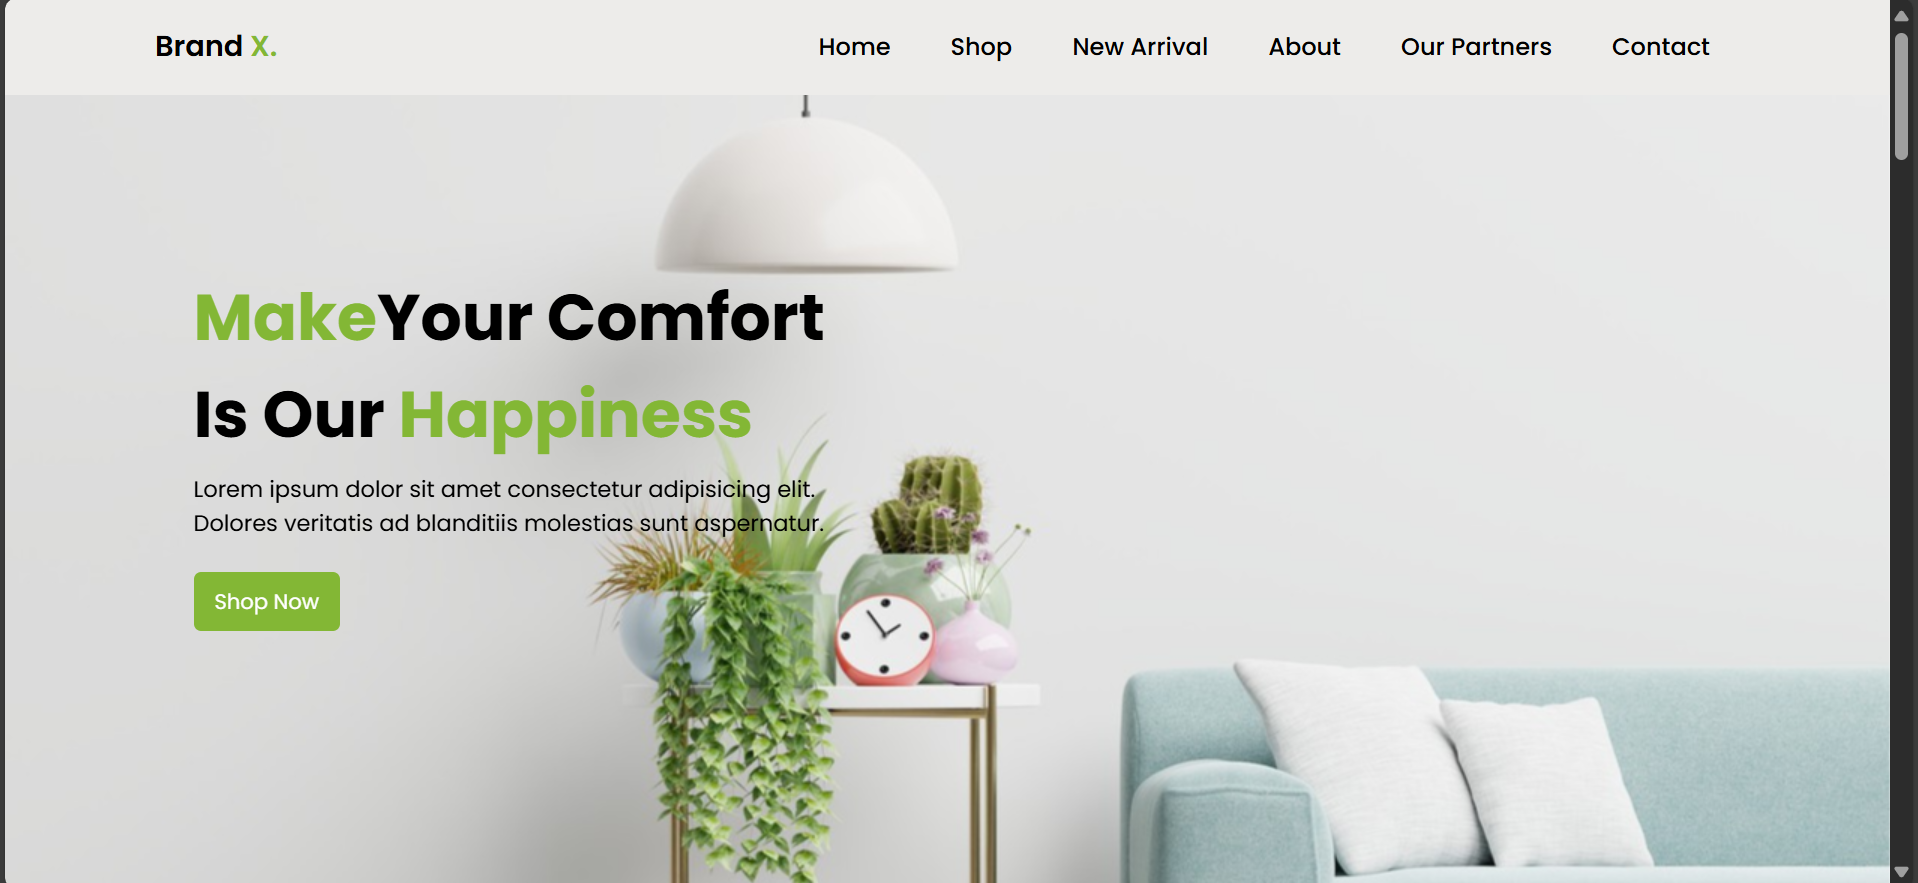 Brand X.
Home Shop New Arrival About Our Partners Contact
MakeYour Comfort
Is Our Happiness
Lorem ipsum dolor sit amet consectetur adipisicing elit.
Dolores veritatis ad blanditiis molestias sunt aspernatur.
Shop Now